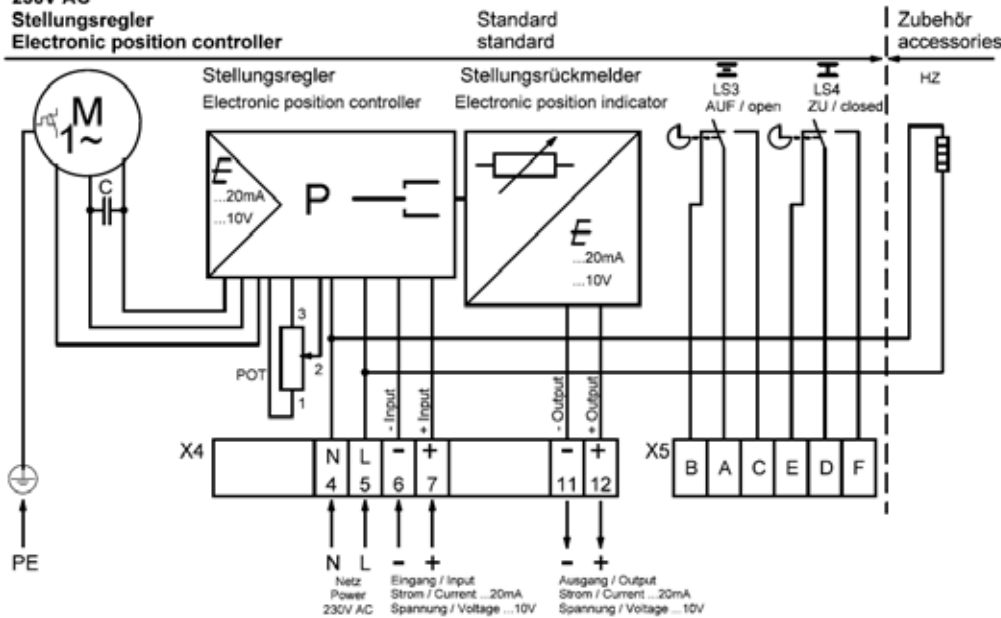 230V AC
Stellungsregler
Electronic position controller
Standard
standard
Zubehör
accessories
Stellungsregler
Electronic position controller
Stellungsrückmelder
Electronic position indicator
LS3
AUF / open
LS4
ZU / closed
HZ
M
1~
C
E
...20mA
...10V
P
E
...20mA
...10V
POT
3
2
1
- Input
+ Input
- Output
+ Output
X4
N
L
-
+
-
+
4
5
6
7
11
12
X5
B
A
C
E
D
F
PE
N
L
-
+
-
+
Netz
Power
230V AC
Eingang / Input
Strom / Current ...20mA
Spannung / Voltage ...10V
Ausgang / Output
Strom / Current ...20mA
Spannung / Voltage ...10V